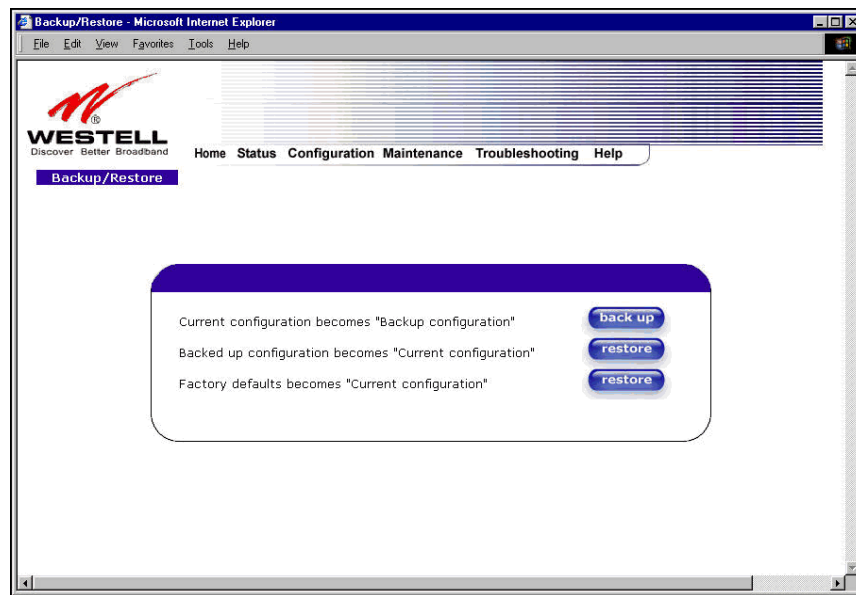 Backup/Restore - Microsoft Internet Explorer
File Edit View Favorites Tools Help
®
WESTELL
Discover Better Broadband
Home Status Configuration Maintenance Troubleshooting Help
Backup/Restore
Current configuration becomes "Backup configuration" back up
Backed up configuration becomes "Current configuration" restore
Factory defaults becomes "Current configuration" restore